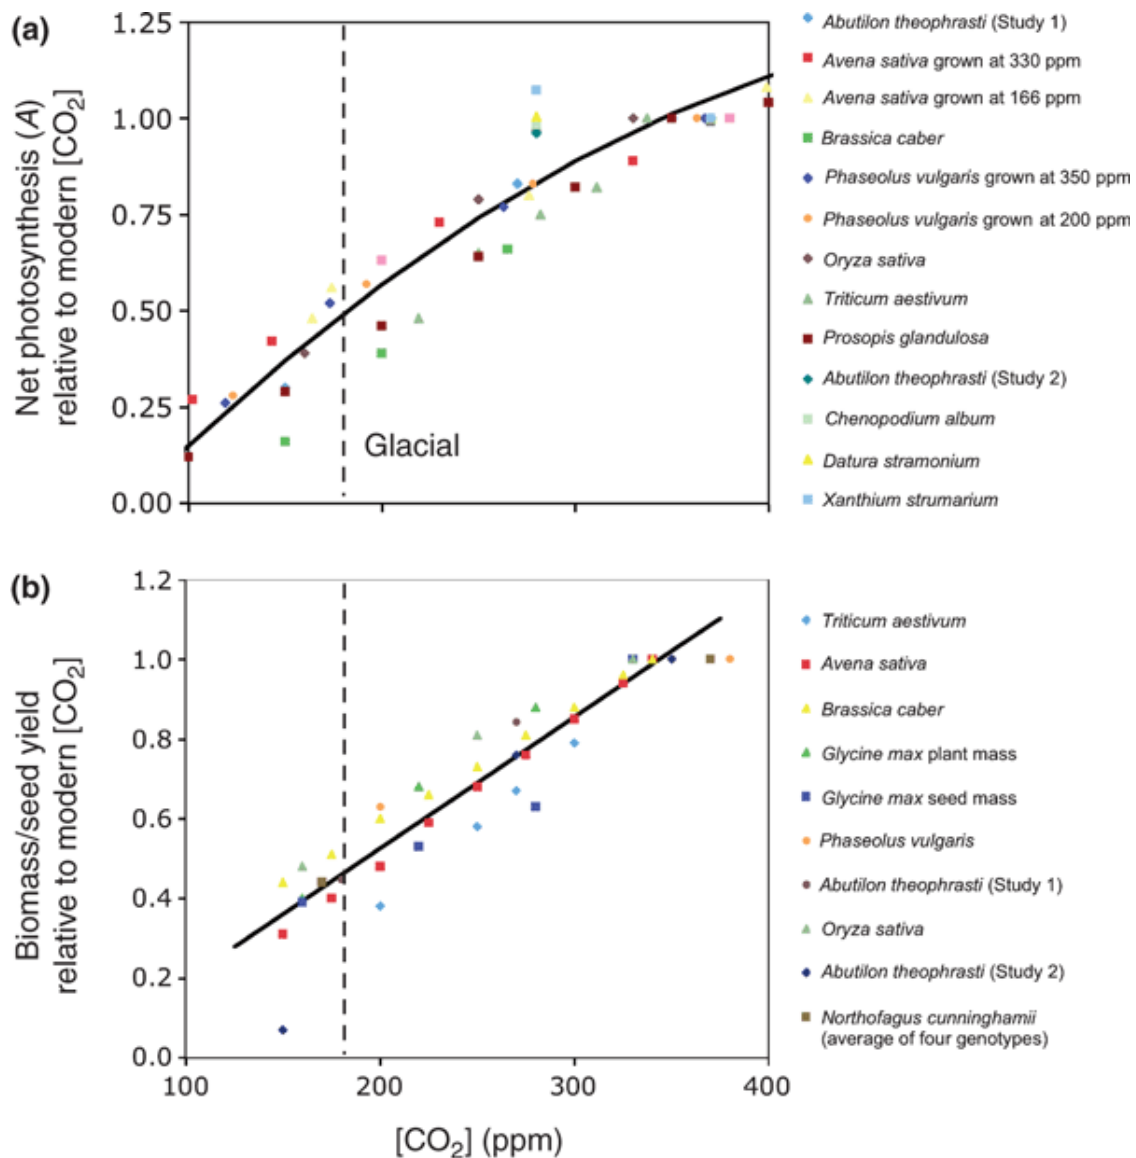 (a)
1.25
1.00
0.75
0.50
0.25
0.00
Net photosynthesis (A)
relative to modern [CO2]
Glacial
Abutilon theophrasti (Study 1)
Avena sativa grown at 330 ppm
Avena sativa grown at 166 ppm
Brassica caber
Phaseolus vulgaris grown at 350 ppm
Phaseolus vulgaris grown at 200 ppm
Oryza sativa
Triticum aestivum
Prosopis glandulosa
Abutilon theophrasti (Study 2)
Chenopodium album
Datura stramonium
Xanthium strumarium
(b)
1.2
1.0
0.8
0.6
0.4
0.2
0.0
Biomass/seed yield
relative to modern [CO2]
100 200 300 400
[CO2] (ppm)
Triticum aestivum
Avena sativa
Brassica caber
Glycine max plant mass
Glycine max seed mass
Phaseolus vulgaris
Abutilon theophrasti (Study 1)
Oryza sativa
Abutilon theophrasti (Study 2)
Northofagus cunninghamii
(average of four genotypes)